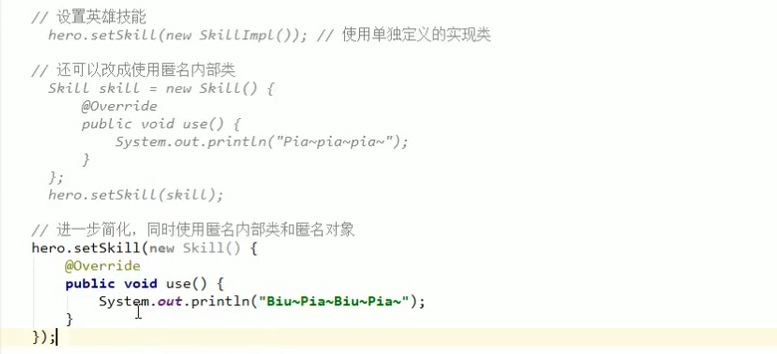 // 设置英雄技能
hero.setSkill(new SkillImpl()); // 使用单独定义的实现类
// 还可以改成使用匿名内部类
Skill skill = new Skill() {
@Override
public void use() {
System.out.println("Pia~pia~pia~");
}
};
hero.setSkill(skill);
// 进一步简化，同时使用匿名内部类和匿名对象
hero.setSkill(new Skill() {
@Override
public void use() {
System.out.println("Biu~Pia~Biu~Pia~");
}
});